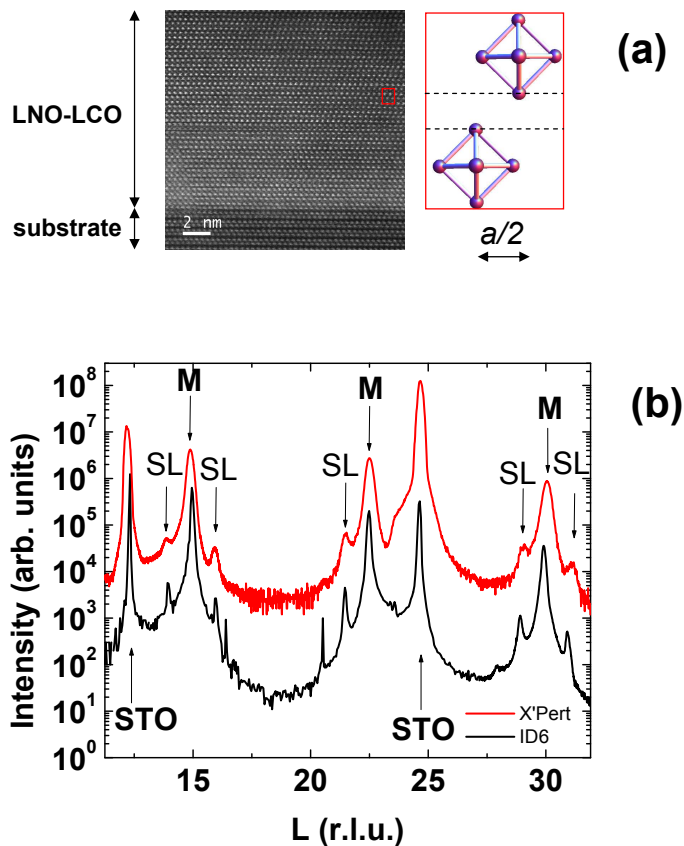 (a)
LNO-LCO
substrate
2 nm
a/2
(b)
Intensity (arb. units)
10⁸
10⁷
10⁶
10⁵
10⁴
10³
10²
10¹
10⁰
M
SL
SL
STO
SL
M
STO
SL
M
SL
X'Pert
ID6
15 20 25 30
L (r.l.u.)